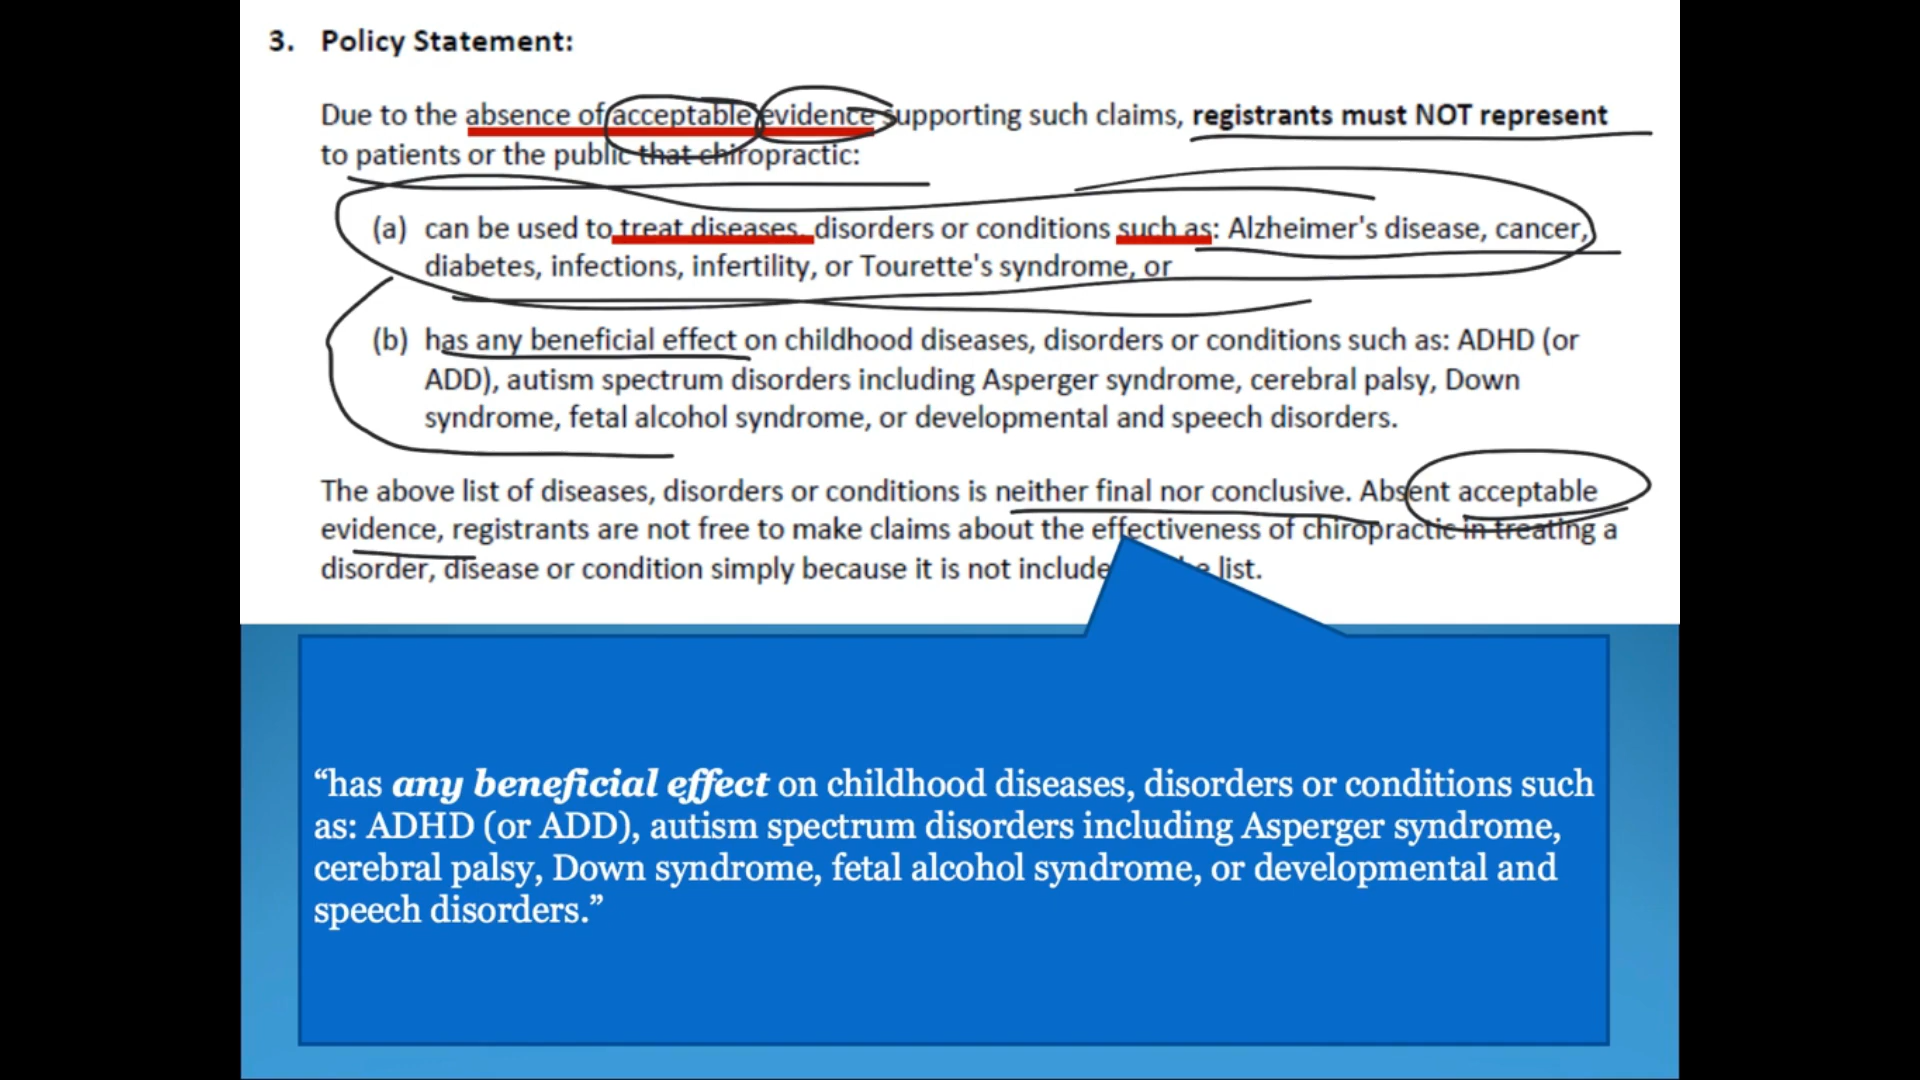 3. Policy Statement:
Due to the absence of acceptable evidence supporting such claims, registrants must NOT represent
to patients or the public that chiropractic:
(a) can be used to treat diseases, disorders or conditions such as: Alzheimer's disease, cancer,
diabetes, infections, infertility, or Tourette's syndrome, or
(b) has any beneficial effect on childhood diseases, disorders or conditions such as: ADHD (or
ADD), autism spectrum disorders including Asperger syndrome, cerebral palsy, Down
syndrome, fetal alcohol syndrome, or developmental and speech disorders.
The above list of diseases, disorders or conditions is neither final nor conclusive. Absent acceptable
evidence, registrants are not free to make claims about the effectiveness of chiropractic in treating a
disorder, disease or condition simply because it is not include list.
“has any beneficial effect on childhood diseases, disorders or conditions such
as: ADHD (or ADD), autism spectrum disorders including Asperger syndrome,
cerebral palsy, Down syndrome, fetal alcohol syndrome, or developmental and
speech disorders.”